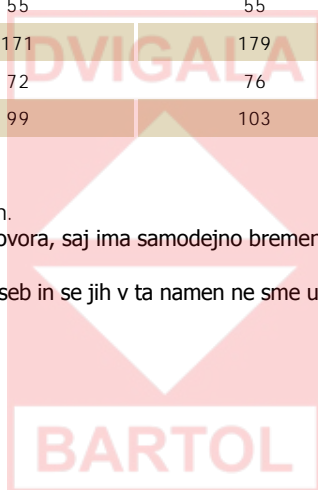 55 55
DVIGALA
171 179
72 76
99 103
n.
ovora, saj ima samodejno bremen
seb in se jih v ta namen ne sme u
BARTOL